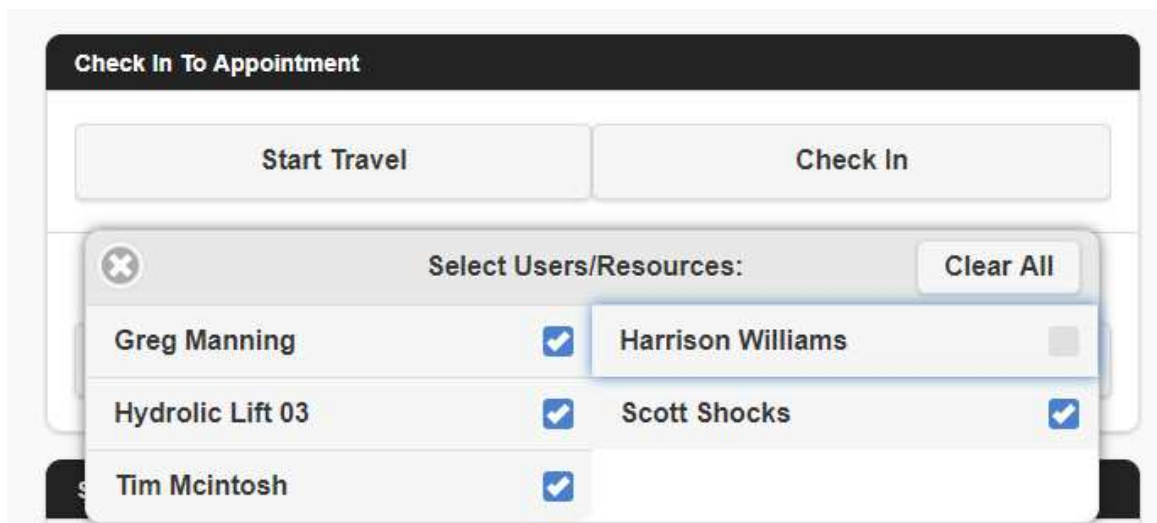 Check In To Appointment
Start Travel Check In
Select Users/Resources: Clear All
Greg Manning Harrison Williams
Hydrolic Lift 03 Scott Shocks
Tim Mcintosh